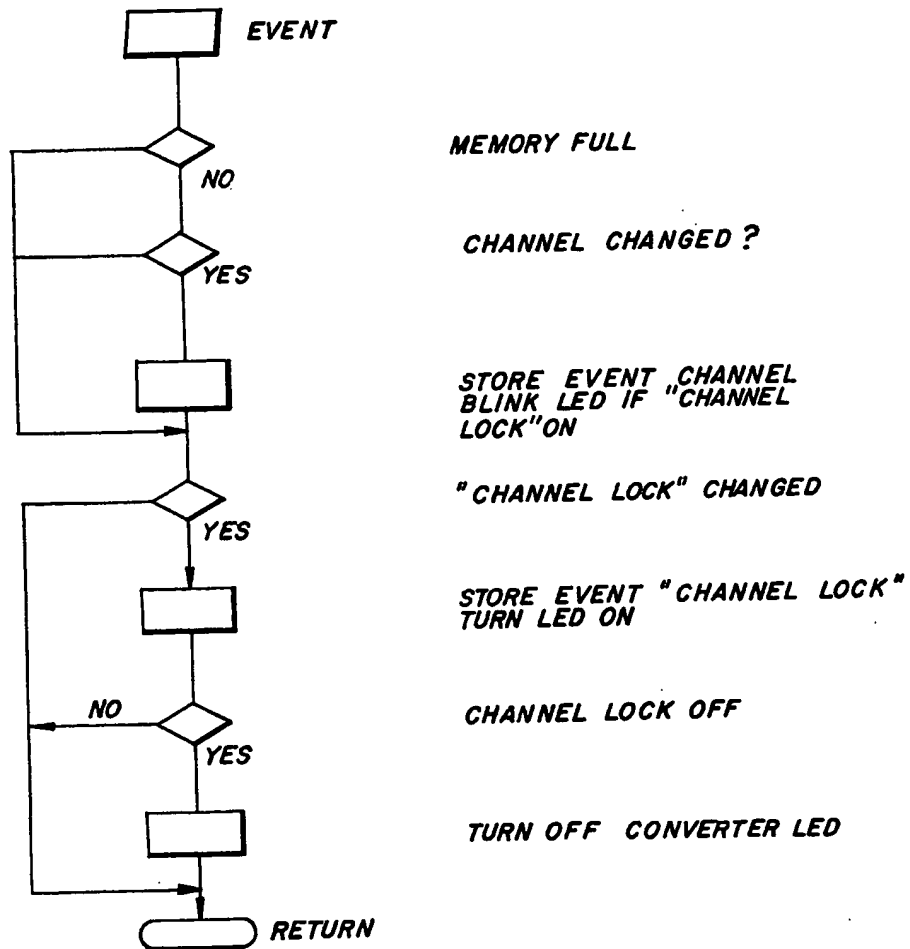 EVENT
MEMORY FULL
NO
CHANNEL CHANGED ?
YES
STORE EVENT CHANNEL
BLINK LED IF "CHANNEL
LOCK"ON
"CHANNEL LOCK" CHANGED
YES
STORE EVENT "CHANNEL LOCK"
TURN LED ON
NO
CHANNEL LOCK OFF
YES
TURN OFF CONVERTER LED
RETURN